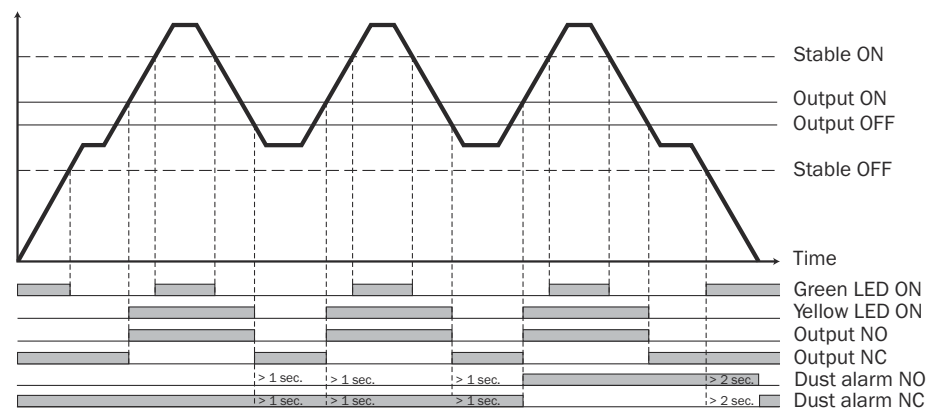 Stable ON
Output ON
Output OFF
Stable OFF
Time
Green LED ON
Yellow LED ON
Output NO
Output NC
> 1 sec. > 1 sec. > 1 sec. > 2 sec. Dust alarm NO
> 1 sec. > 1 sec. > 1 sec. > 2 sec. Dust alarm NC